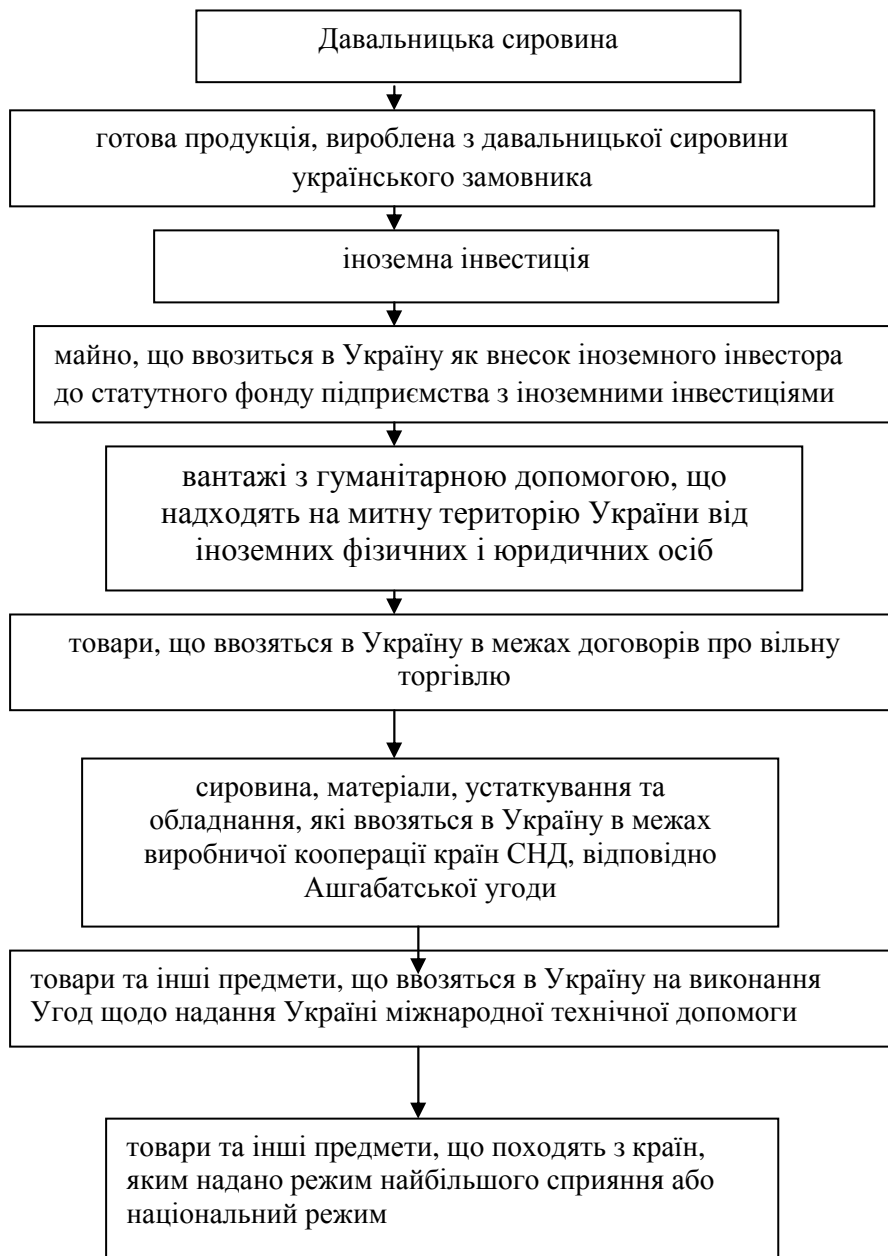 Давальницька сировина
готова продукція, вироблена з давальницької сировини
українського замовника
іноземна інвестиція
майно, що ввозиться в Україну як внесок іноземного інвестора
до статутного фонду підприємства з іноземними інвестиціями
вантажі з гуманітарною допомогою, що
надходять на митну територію України від
іноземних фізичних і юридичних осіб
товари, що ввозяться в Україну в межах договорів про вільну
торгівлю
сировина, матеріали, устаткування та
обладнання, які ввозяться в Україну в межах
виробничої кооперації країн СНД, відповідно
Ашгабатської угоди
товари та інші предмети, що ввозяться в Україну на виконання
Угод щодо надання Україні міжнародної технічної допомоги
товари та інші предмети, що походять з країн,
яким надано режим найбільшого сприяння або
національний режим